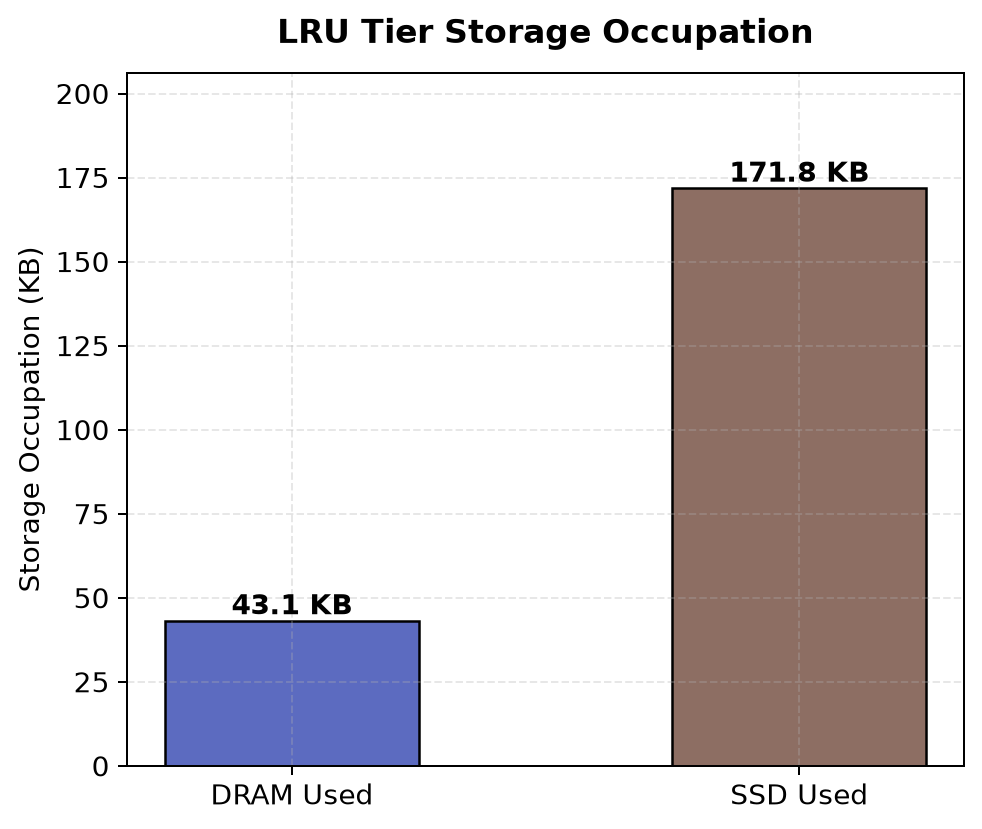 LRU Tier Storage Occupation
Storage Occupation (KB)
200
175
150
125
100
75
50
25
0
171.8 KB
43.1 KB
DRAM Used
SSD Used